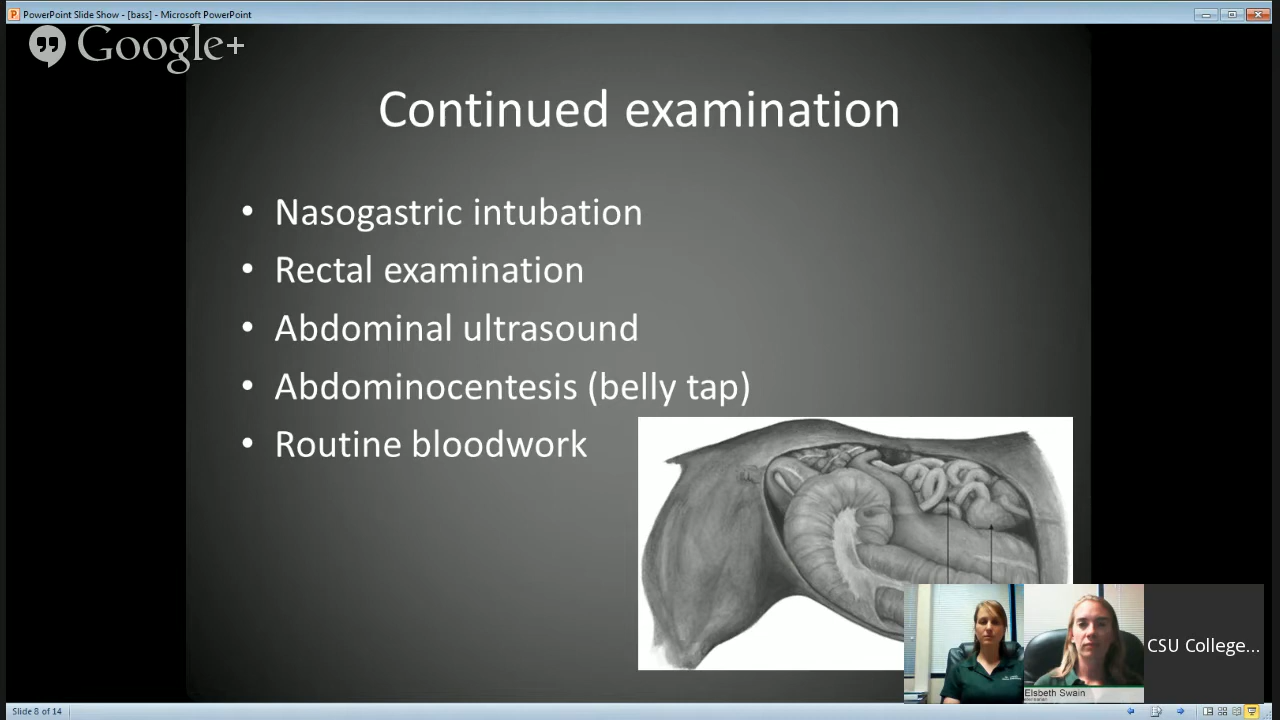 PowerPoint Slide Show - [bass] - Microsoft PowerPoint
Google+
Continued examination
• Nasogastric intubation
• Rectal examination
• Abdominal ultrasound
• Abdominocentesis (belly tap)
• Routine bloodwork
Elsbeth Swain
CSU College...
Slide 8 of 14